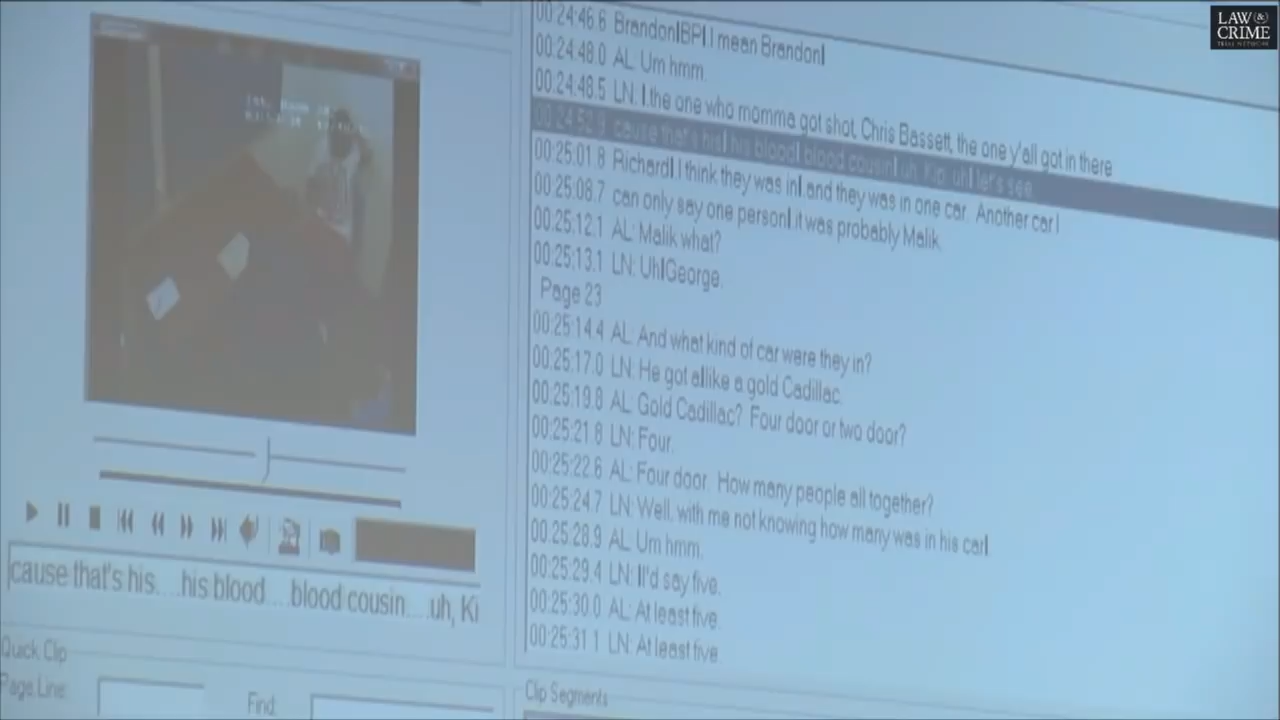 LAW &
CRIME
TRIAL NETWORK
00:24:46.6 Brandon|BP| I mean Brandon|
00:24:48.0 AL: Um hmm.
00:24:48.5 LN: I the one who momma got shot, Chris Bassett, the one y'all got in there
cause that's his| his blood| blood cousin| uh, Kip, uh| let's see
00:25:01.8 Richard| I think they was in| and they was in one car. Another car I
00:25:08.7 can only say one person| it was probably Malik.
00:25:12.1 AL: Malik what?
00:25:13.1 LN: Uh|George.
Page 23
00:25:14.4 AL: And what kind of car were they in?
00:25:17.0 LN: He got a|like a gold Cadillac.
00:25:19.8 AL: Gold Cadillac? Four door or two door?
00:25:21.8 LN: Four.
00:25:22.6 AL: Four door. How many people all together?
00:25:24.7 LN: Well, with me not knowing how many was in his car|
00:25:28.9 AL: Um hmm.
00:25:29.4 LN: I'd say five.
00:25:30.0 AL: At least five.
00:25:31.1 LN: At least five.
cause that's his....his blood....blood cousin....uh, Ki
Quick Clip
Page:Line:
Find:
Clip Segments